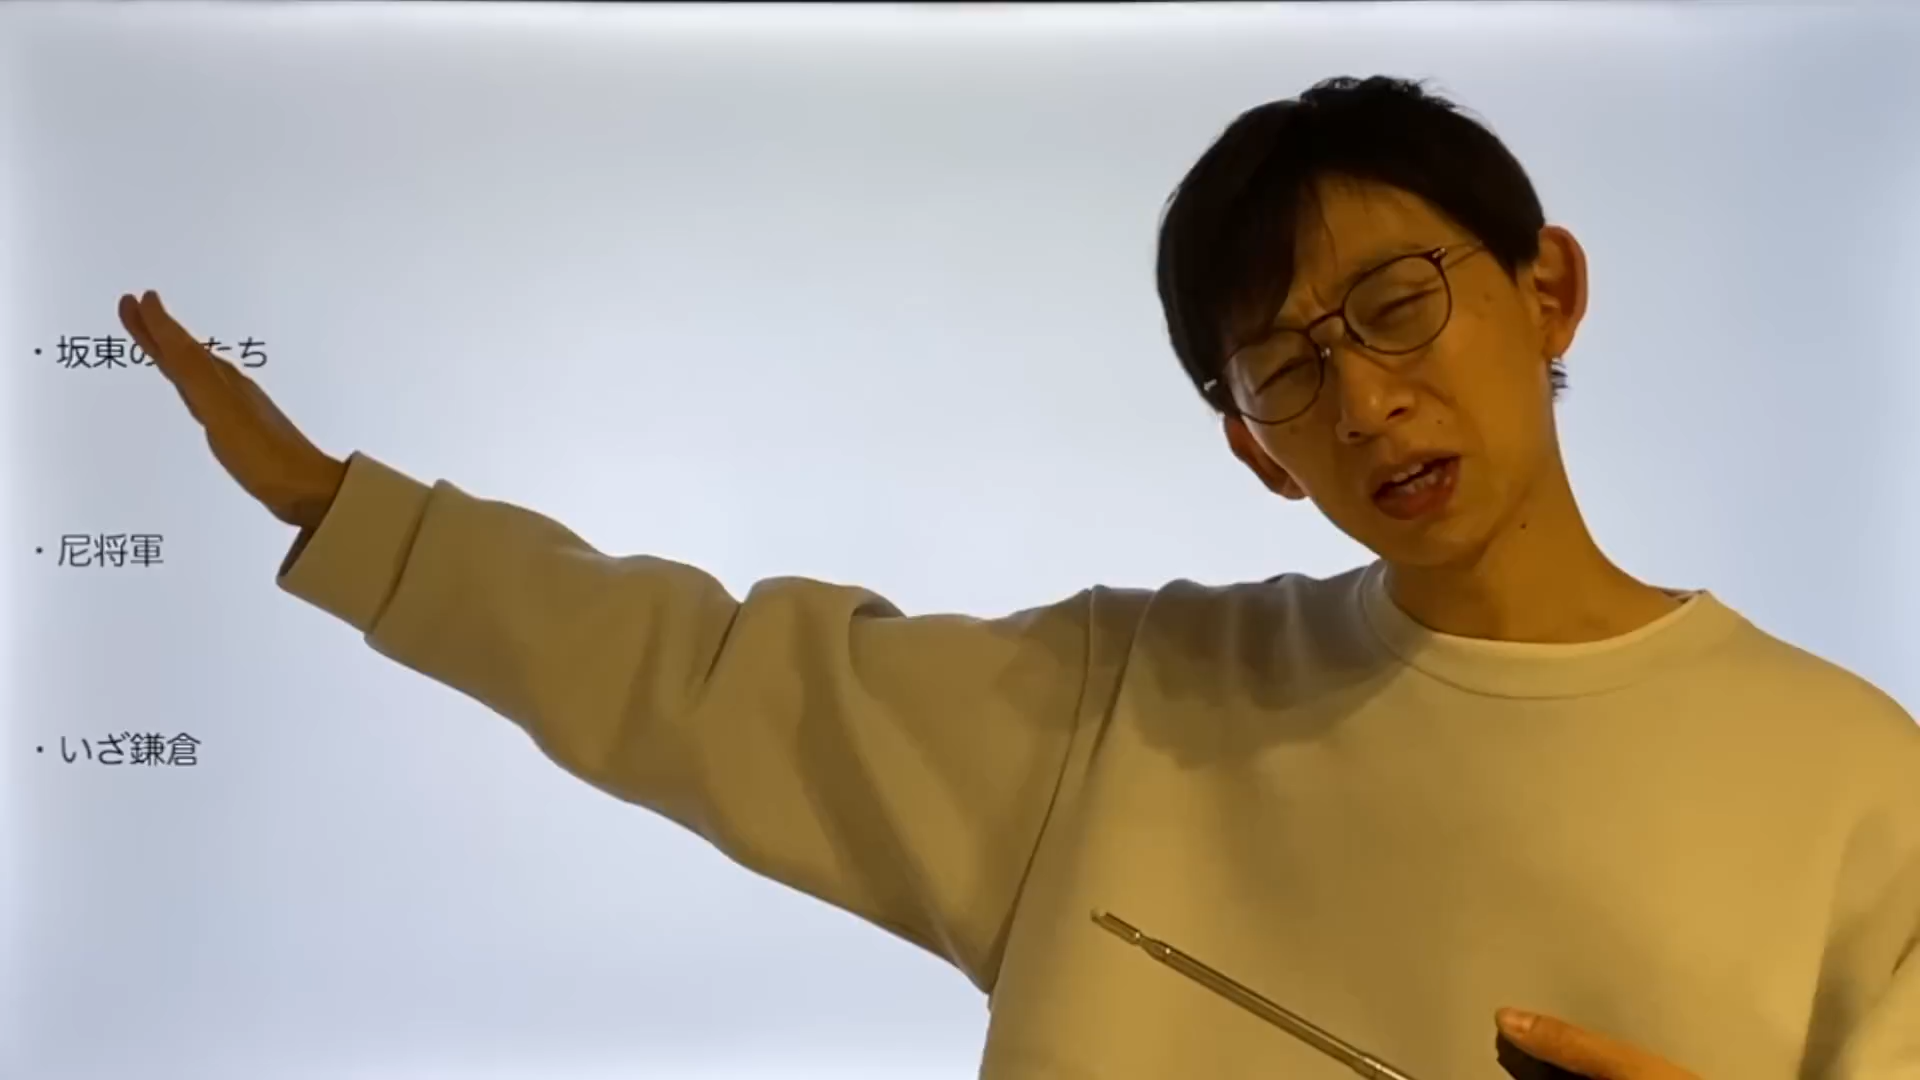 ・坂東の たち
・尼将軍
・いざ鎌倉